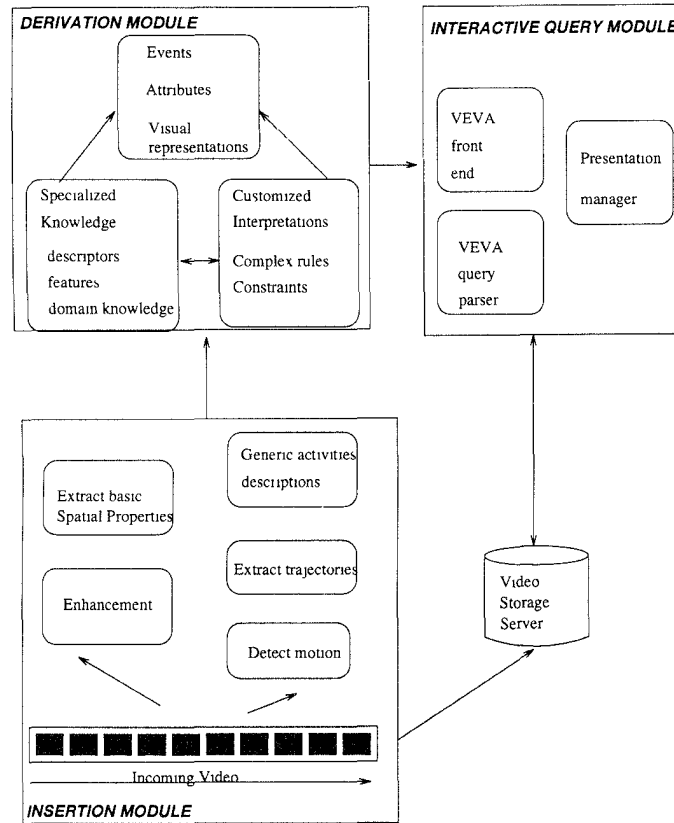 DERIVATION MODULE
Events
Attributes
Visual
representations
Specialized
Knowledge
descriptors
features
domain knowledge
Customized
Interpretations
Complex rules
Constraints
INTERACTIVE QUERY MODULE
VEVA
front
end
Presentation
manager
VEVA
query
parser
Generic activities
descriptions
Extract basic
Spatial Properties
Extract trajectories
Enhancement
Detect motion
Incoming Video
INSERTION MODULE
Video
Storage
Server